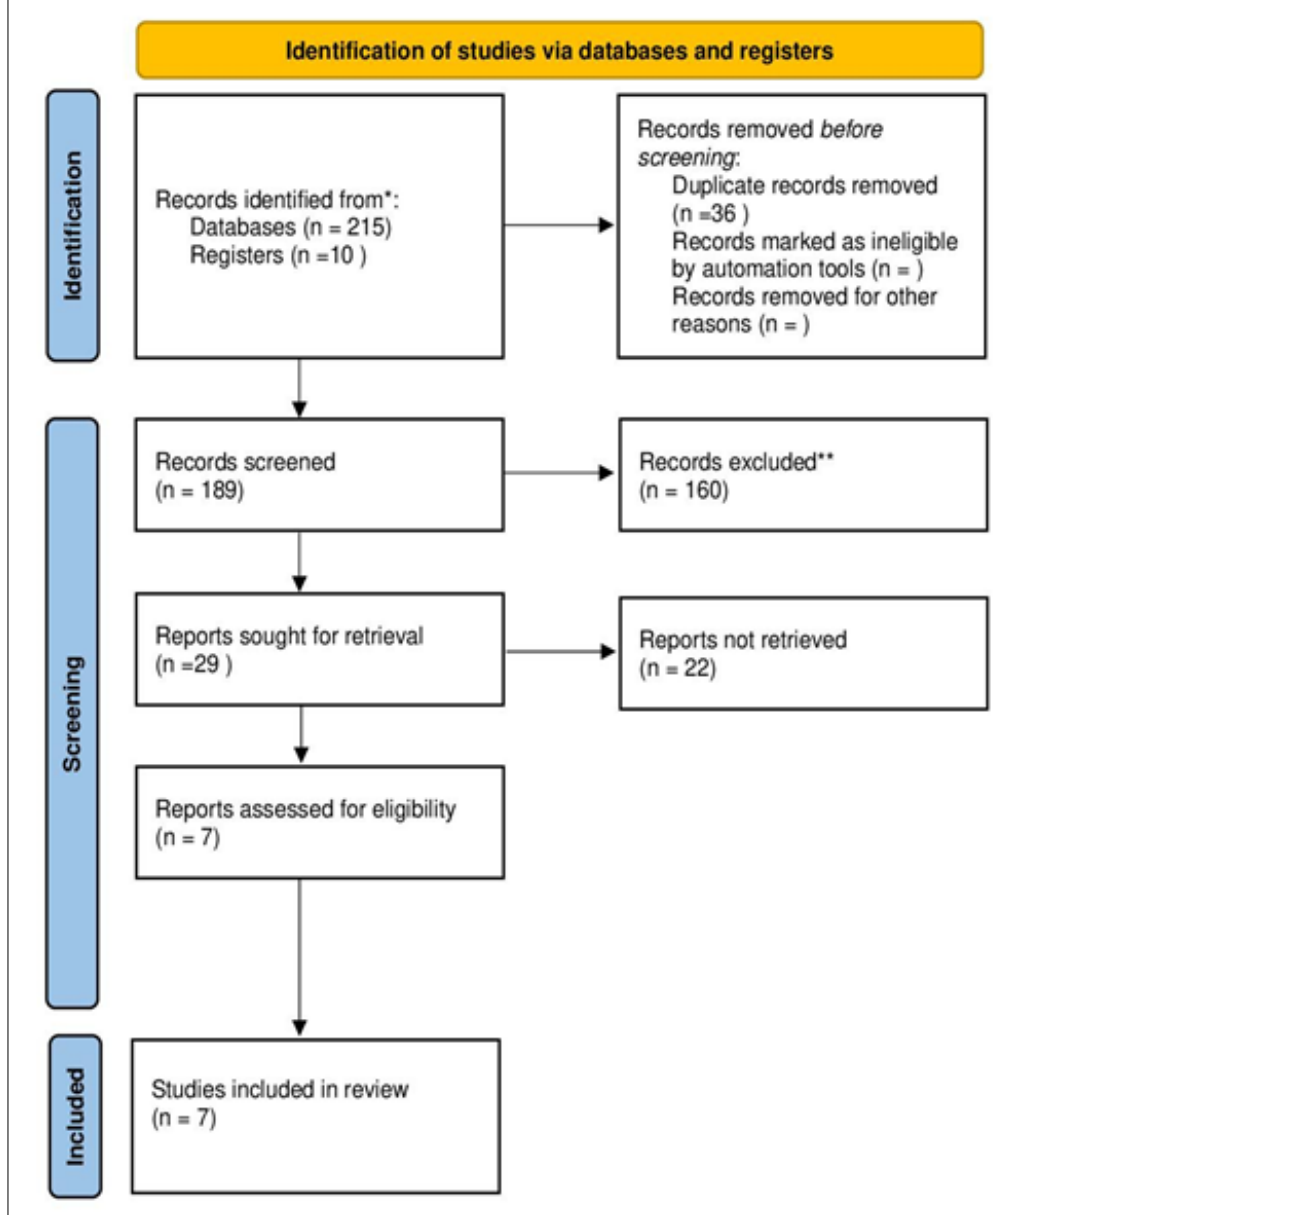 Identification of studies via databases and registers
Identification
Records identified from*:
Databases (n = 215)
Registers (n =10 )
Records removed before
screening:
Duplicate records removed
(n =36 )
Records marked as ineligible
by automation tools (n = )
Records removed for other
reasons (n = )
Screening
Records screened
(n = 189)
Records excluded**
(n = 160)
Reports sought for retrieval
(n =29 )
Reports not retrieved
(n = 22)
Reports assessed for eligibility
(n = 7)
Included
Studies included in review
(n = 7)